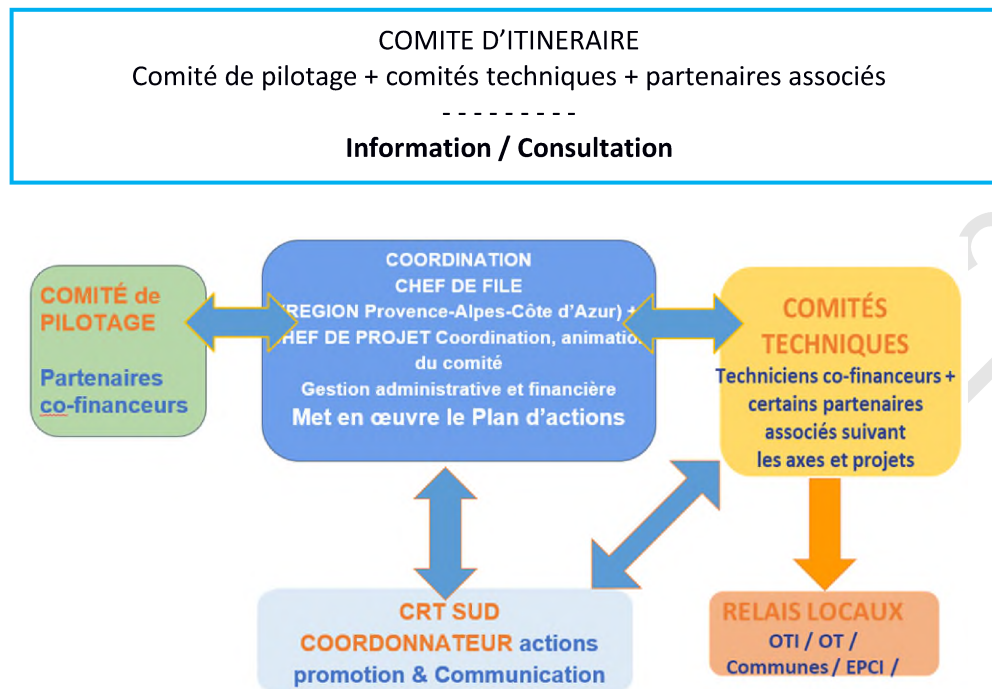 COMITE D'ITINERAIRE
Comité de pilotage + comités techniques + partenaires associés
- - - - - - - - -
Information / Consultation
COMITÉ de
PILOTAGE
Partenaires
co-financeurs
COORDINATION
CHEF DE FILE
(REGION Provence-Alpes-Côte d'Azur) +
HEF DE PROJET Coordination, animatio
du comité
Gestion administrative et financière
Met en œuvre le Plan d'actions
COMITÉS
TECHNIQUES
Techniciens co-financeurs +
certains partenaires
associés suivant
les axes et projets
CRT SUD
COORDONNATEUR actions
promotion & Communication
RELAIS LOCAUX
OTI / OT /
Communes / EPCI /